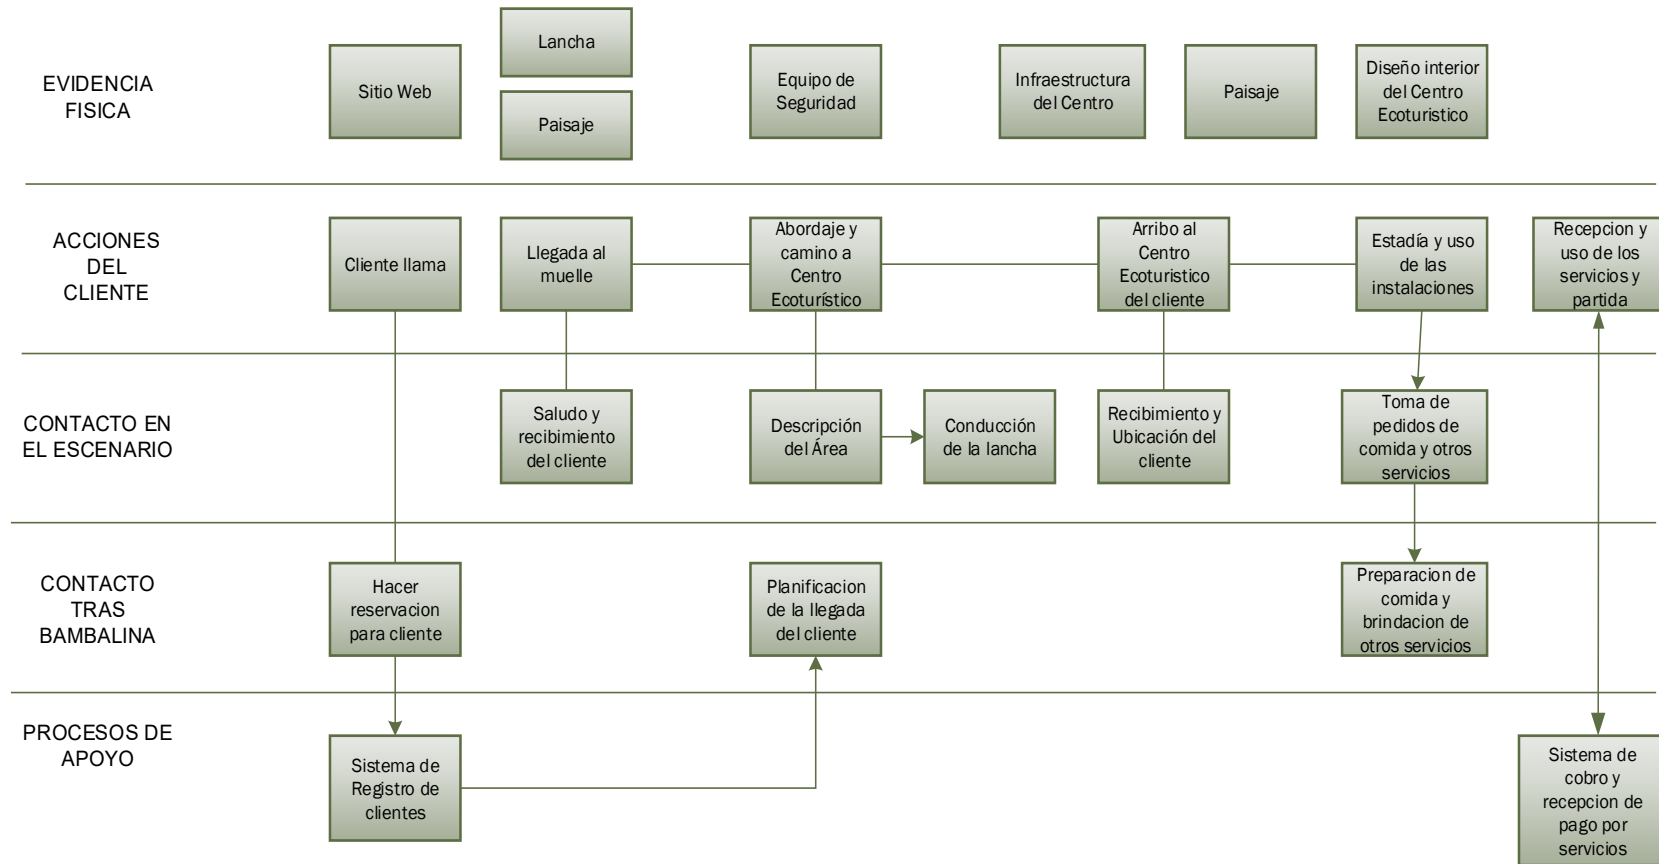 EVIDENCIA
FISICA
Sitio Web
Lancha
Paisaje
Equipo de
Seguridad
Infraestructura
del Centro
Paisaje
Diseño interior
del Centro
Ecoturistico
ACCIONES
DEL
CLIENTE
Cliente llama
Llegada al
muelle
Abordaje y
camino a
Centro
Ecoturístico
Arribo al
Centro
Ecoturistico
del cliente
Estadía y uso
de las
instalaciones
Recepcion y
uso de los
servicios y
partida
CONTACTO EN
EL ESCENARIO
Saludo y
recibimiento
del cliente
Descripción
del Área
Conducción
de la lancha
Recibimiento y
Ubicación del
cliente
Toma de
pedidos de
comida y otros
servicios
CONTACTO
TRAS
BAMBALINA
Hacer
reservacion
para cliente
Planificacion
de la llegada
del cliente
Preparacion de
comida y
brindacion de
otros servicios
PROCESOS DE
APOYO
Sistema de
Registro de
clientes
Sistema de
cobro y
recepcion de
pago por
servicios